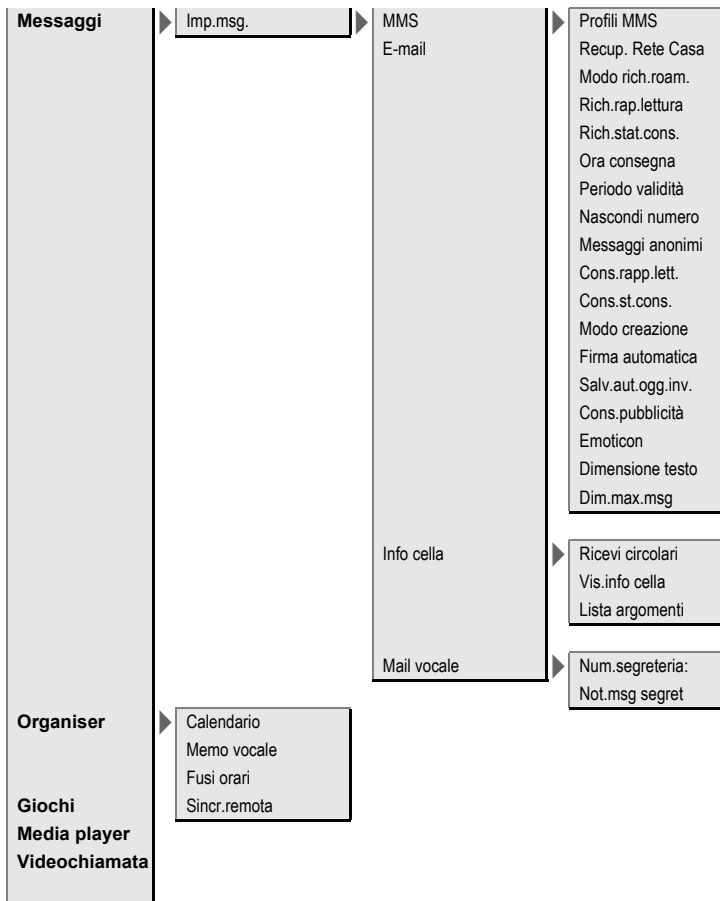 Messaggi
Imp.msg.
MMS
E-mail
Profili MMS
Recup. Rete Casa
Modo rich.roam.
Rich.rap.lettura
Rich.stat.cons.
Ora consegna
Periodo validità
Nascondi numero
Messaggi anonimi
Cons.rapp.lett.
Cons.st.cons.
Modo creazione
Firma automatica
Salv.aut.ogg.inv.
Cons.pubblicità
Emoticon
Dimensione testo
Dim.max.msg
Info cella
Ricevi circolari
Vis.info cella
Lista argomenti
Mail vocale
Num.segreteria:
Not.msg segret
Organiser
Calendario
Memo vocale
Fusi orari
Sincr.remota
Giochi
Media player
Videochiamata